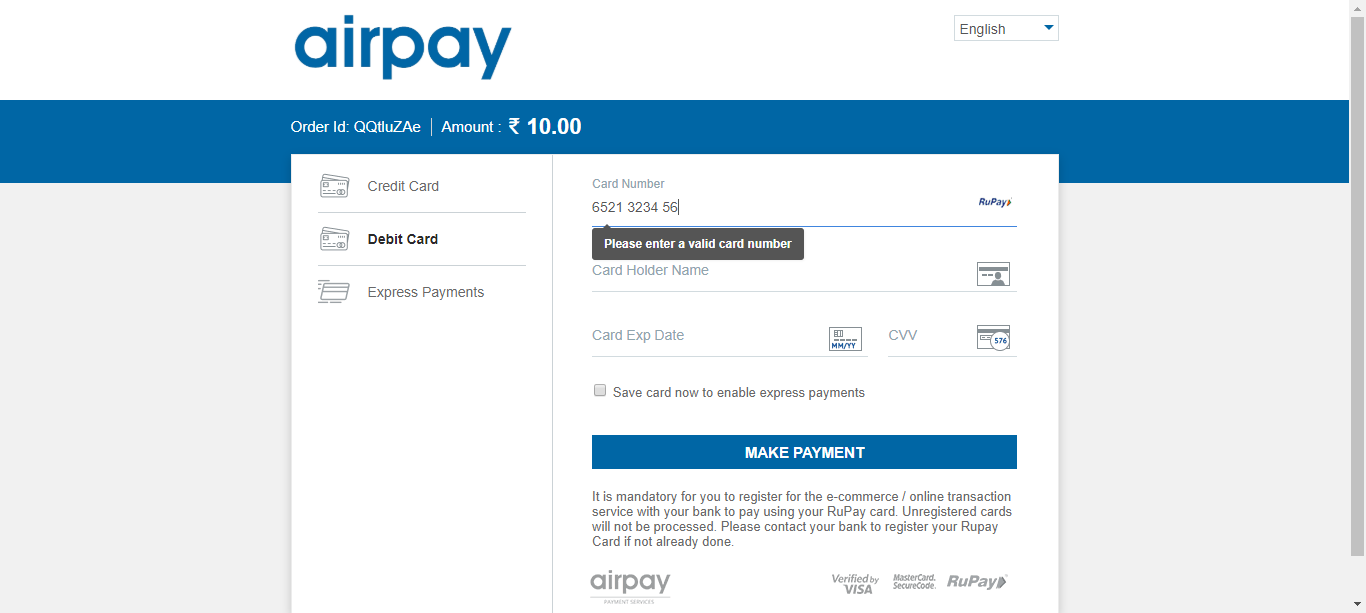 airpay
English
Order Id: QQtluZAe | Amount : ₹ 10.00
Credit Card
Debit Card
Express Payments
Card Number
6521 3234 56
RuPay
Please enter a valid card number
Card Holder Name
Card Exp Date
MM/YY
CVV
576
Save card now to enable express payments
MAKE PAYMENT
It is mandatory for you to register for the e-commerce / online transaction
service with your bank to pay using your RuPay card. Unregistered cards
will not be processed. Please contact your bank to register your Rupay
Card if not already done.
airpay
PAYMENT SERVICES
Verified by
VISA
MasterCard.
SecureCode.
RuPay